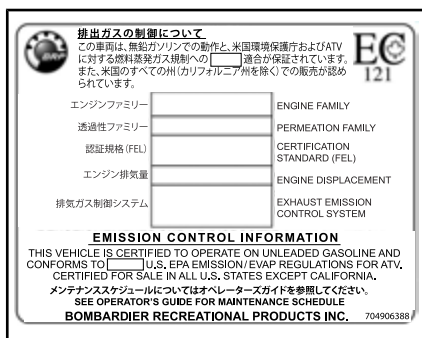 排出ガスの制御について
この車両は、無鉛ガソリンでの動作と、米国環境保護庁およびATV
に対する燃料蒸発ガス規制への 適合が保証されています。
また、米国のすべての州(カリフォルニア州を除く)での販売が認め
られています。
EC
121
エンジンファミリー ENGINE FAMILY
透過性ファミリー PERMEATION FAMILY
認証規格(FEL) CERTIFICATION
STANDARD (FEL)
エンジン排気量 ENGINE DISPLACEMENT
排気ガス制御システム EXHAUST EMISSION
CONTROL SYSTEM
EMISSION CONTROL INFORMATION
THIS VEHICLE IS CERTIFIED TO OPERATE ON UNLEADED GASOLINE AND
CONFORMS TO U.S. EPA EMISSION/EVAP REGULATIONS FOR ATV.
CERTIFIED FOR SALE IN ALL U.S. STATES EXCEPT CALIFORNIA.
メンテナンススケジュールについてはオペレーターズガイドを参照してください。
SEE OPERATOR'S GUIDE FOR MAINTENANCE SCHEDULE
BOMBARDIER RECREATIONAL PRODUCTS INC. 704906388